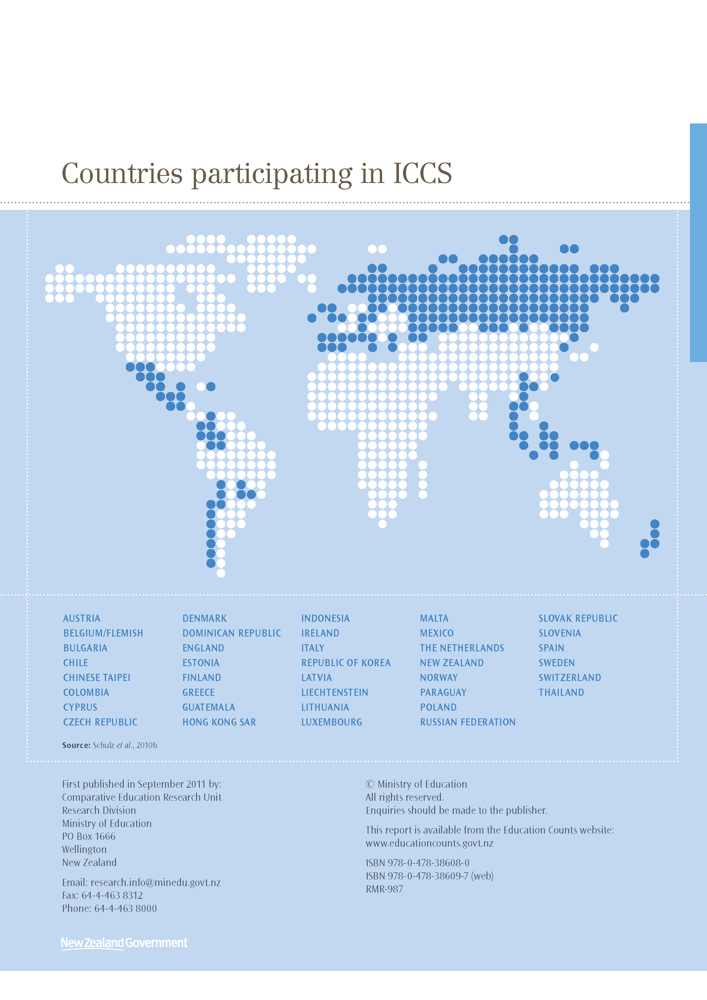 Countries participating in ICCS
AUSTRIA
BELGIUM/FLEMISH
BULGARIA
CHILE
CHINESE TAIPEI
COLOMBIA
CYPRUS
CZECH REPUBLIC
DENMARK
DOMINICAN REPUBLIC
ENGLAND
ESTONIA
FINLAND
GREECE
GUATEMALA
HONG KONG SAR
INDONESIA
IRELAND
ITALY
REPUBLIC OF KOREA
LATVIA
LIECHTENSTEIN
LITHUANIA
LUXEMBOURG
MALTA
MEXICO
THE NETHERLANDS
NEW ZEALAND
NORWAY
PARAGUAY
POLAND
RUSSIAN FEDERATION
SLOVAK REPUBLIC
SLOVENIA
SPAIN
SWEDEN
SWITZERLAND
THAILAND
Source: Schulz et al., 2010b
First published in September 2011 by:
Comparative Education Research Unit
Research Division
Ministry of Education
PO Box 1666
Wellington
New Zealand
Email: research.info@minedu.govt.nz
Fax: 64-4-463 8312
Phone: 64-4-463 8000
© Ministry of Education
All rights reserved.
Enquiries should be made to the publisher.
This report is available from the Education Counts website:
www.educationcounts.govt.nz
ISBN 978-0-478-38608-0
ISBN 978-0-478-38609-7 (web)
RMR-987
New Zealand Government